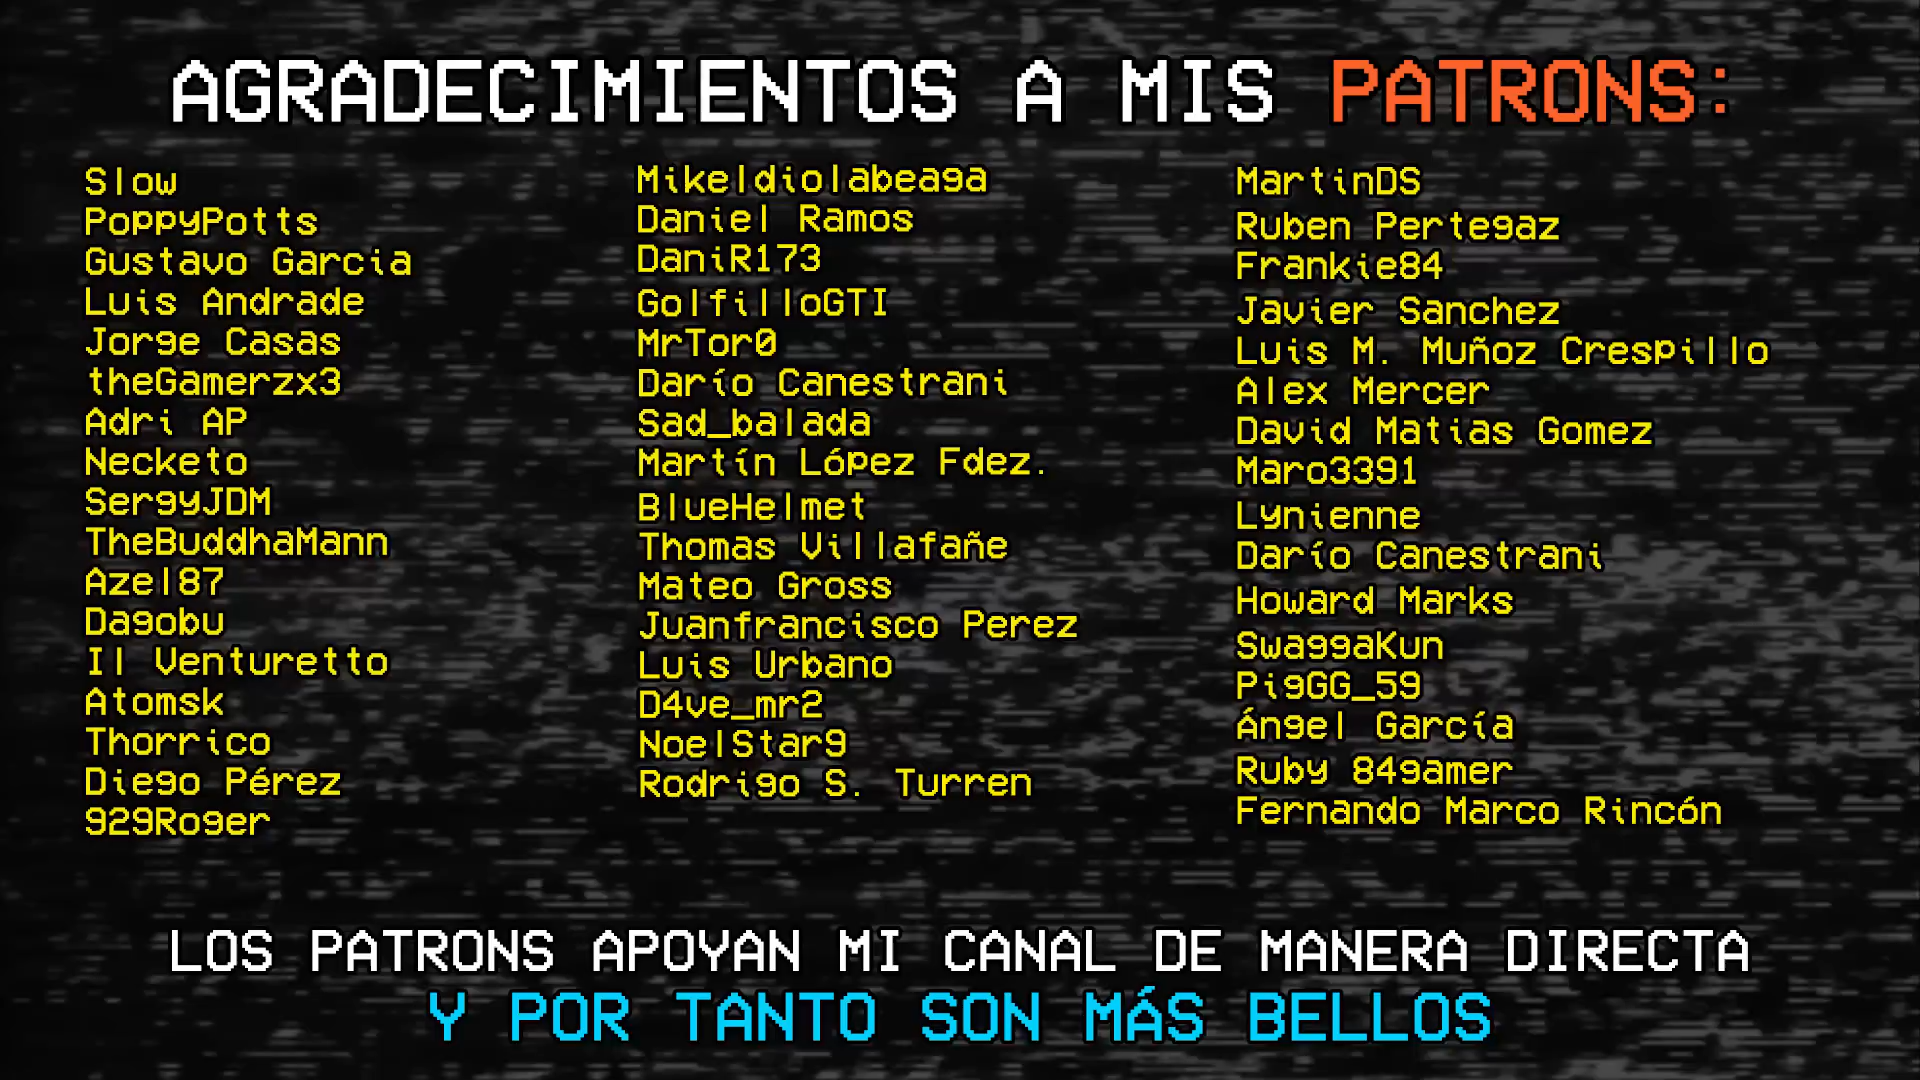 AGRADECIMIENTOS A MIS PATRONS:
Slow
PoppyPotts
Gustavo Garcia
Luis Andrade
Jorge Casas
theGamerzx3
Adri AP
Necketo
SergyJDM
TheBuddhaMann
Azel87
Dagobu
Il Venturetto
Atomsk
Thorrico
Diego Pérez
929Roger
Mikeldiolabeaga
Daniel Ramos
DaniR173
GolfilloGTI
MrTor0
Darío Canestrani
Sad_balada
Martín López Fdez.
BlueHelmet
Thomas Villafañe
Mateo Gross
Juanfrancisco Perez
Luis Urbano
D4ve_mr2
NoelStar9
Rodrigo S. Turren
MartinDS
Ruben Pertegaz
Frankie84
Javier Sanchez
Luis M. Muñoz Crespillo
Alex Mercer
David Matias Gomez
Maro3391
Lynienne
Darío Canestrani
Howard Marks
SwaggaKun
PigGG_59
Ángel García
Ruby 84gamer
Fernando Marco Rincón
LOS PATRONS APOYAN MI CANAL DE MANERA DIRECTA
Y POR TANTO SON MÁS BELLOS